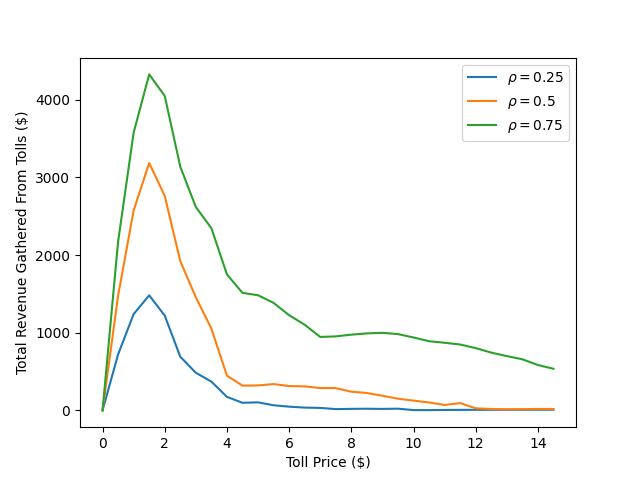 ρ = 0.25
ρ = 0.5
ρ = 0.75
Total Revenue Gathered From Tolls ($)
4000
3000
2000
1000
0
0 2 4 6 8 10 12 14
Toll Price ($)